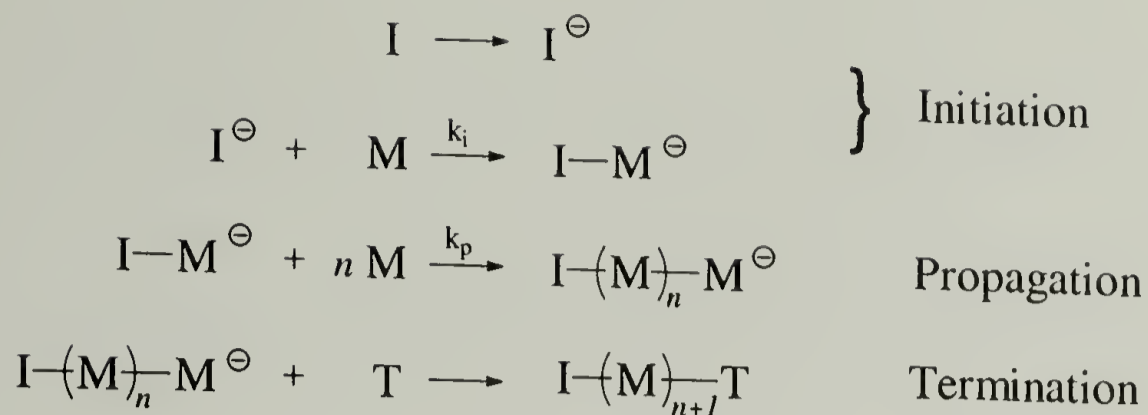 I ⟶ I⊖
} Initiation
I⊖ + M —kᵢ→ I—M⊖
I—M⊖ + n M —kₚ→ I—(M)ₙ—M⊖ Propagation
I—(M)ₙ—M⊖ + T ⟶ I—(M)ₙ₊₁—T Termination